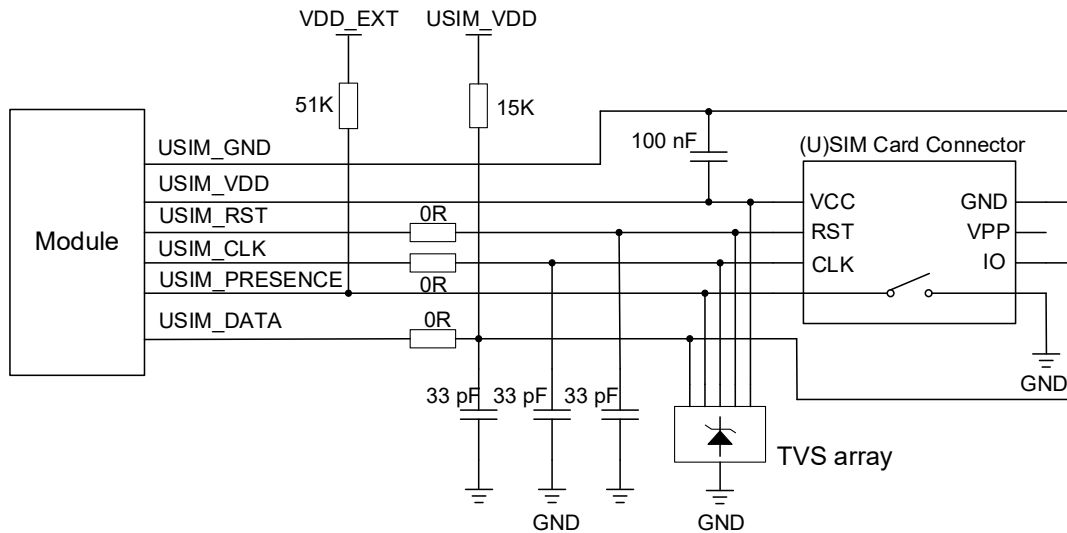 VDD_EXT USIM_VDD
51K 15K
USIM_GND
100 nF
(U)SIM Card Connector
USIM_VDD
VCC GND
USIM_RST
0R
RST VPP
Module
USIM_CLK
CLK IO
USIM_PRESENCE
0R
USIM_DATA
0R
GND
33 pF 33 pF 33 pF
TVS array
GND GND